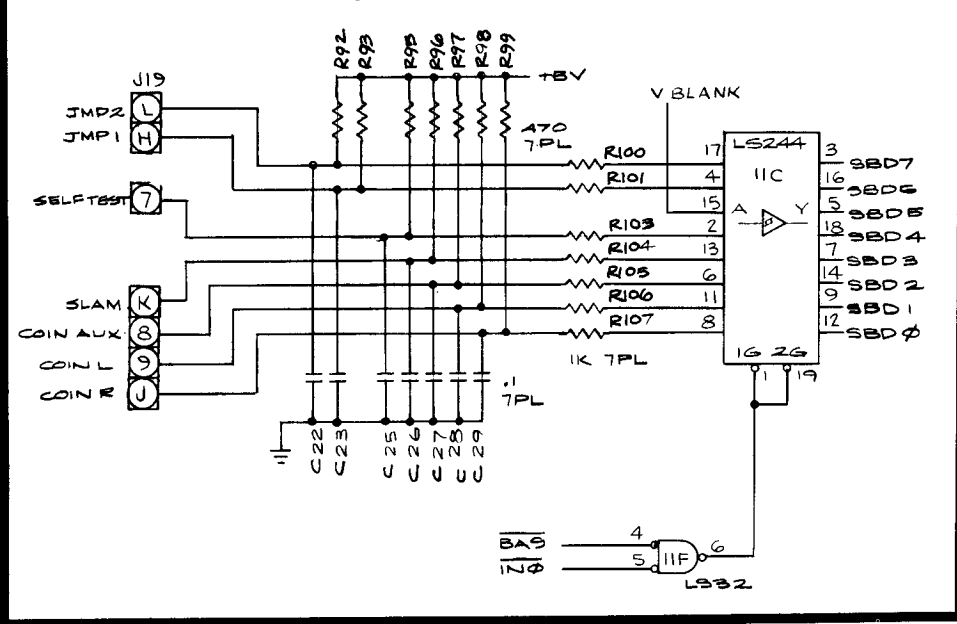 R92 R93 R95 R96 R97 R98 R99
J19
+5V
V BLANK
JMP2 L
JMP1 H
470
7PL
LS244
11C
R100 17 3 SBD7
R101 4 16 SBD6
15 A Y 5 SBD5
SELFTEST 7
R103 2 18 SBD4
R104 13 7 SBD3
R105 6 14 SBD2
SLAM K
R106 11 9 SBD1
COIN AUX 8
R107 8 12 SBD0
COIN L 9
1K 7PL
1G 2G
COIN R J
.1
7PL
1 19
C22 C23 C25 C26 C27 C28 C29
BA9 4
11F 6
IN0 5
LS32